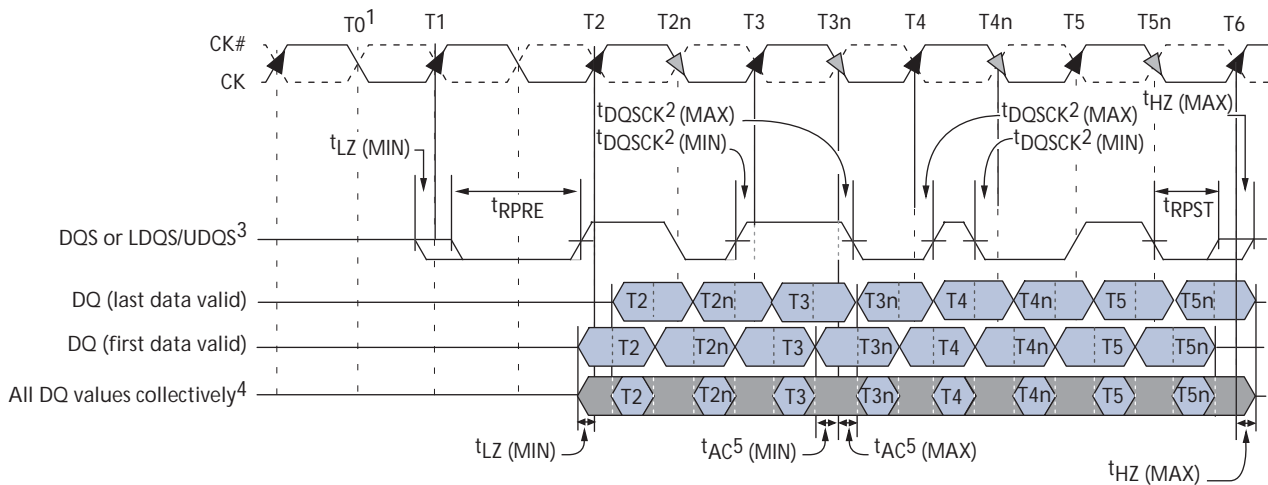 T0¹ T1 T2 T2n T3 T3n T4 T4n T5 T5n T6
CK#
CK
tLZ (MIN)
tDQSCK² (MAX)
tDQSCK² (MIN)
tDQSCK² (MAX)
tDQSCK² (MIN)
tHZ (MAX)
tRPRE
tRPST
DQS or LDQS/UDQS³
DQ (last data valid) T2 T2n T3 T3n T4 T4n T5 T5n
DQ (first data valid) T2 T2n T3 T3n T4 T4n T5 T5n
All DQ values collectively⁴ T2 T2n T3 T3n T4 T4n T5 T5n
tLZ (MIN) tAC⁵ (MIN) tAC⁵ (MAX)
tHZ (MAX)